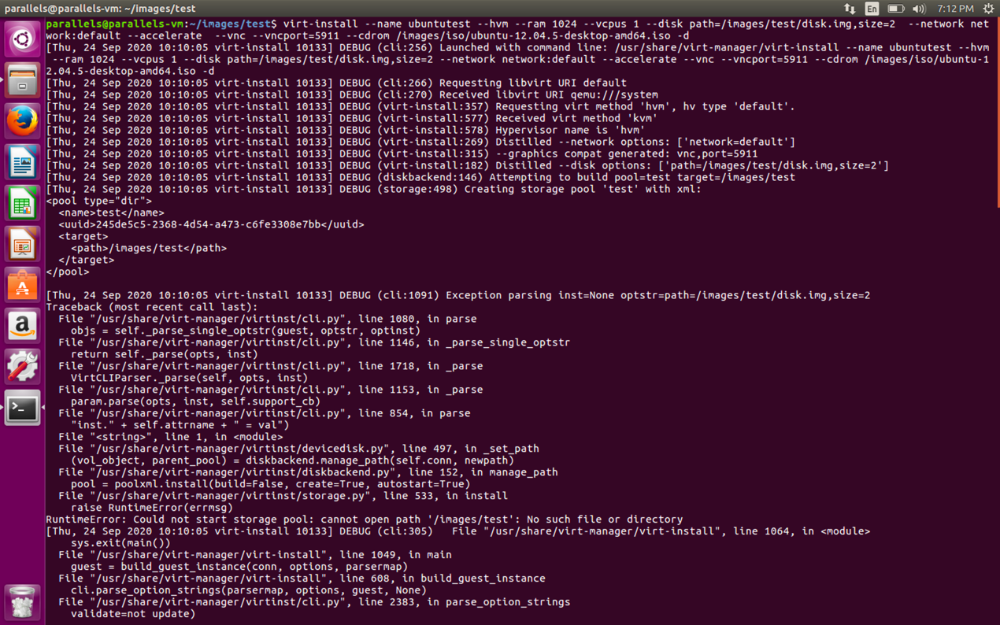 parallels@parallels-vm: ~/images/test
En
7:12 PM
parallels@parallels-vm:~/images/test$ virt-install --name ubuntutest --hvm --ram 1024 --vcpus 1 --disk path=/images/test/disk.img,size=2  --network net
work:default --accelerate  --vnc --vncport=5911 --cdrom /images/iso/ubuntu-12.04.5-desktop-amd64.iso -d
[Thu, 24 Sep 2020 10:10:05 virt-install 10133] DEBUG (cli:256) Launched with command line: /usr/share/virt-manager/virt-install --name ubuntutest --hvm
 --ram 1024 --vcpus 1 --disk path=/images/test/disk.img,size=2 --network network:default --accelerate --vnc --vncport=5911 --cdrom /images/iso/ubuntu-1
2.04.5-desktop-amd64.iso -d
[Thu, 24 Sep 2020 10:10:05 virt-install 10133] DEBUG (cli:266) Requesting libvirt URI default
[Thu, 24 Sep 2020 10:10:05 virt-install 10133] DEBUG (cli:270) Received libvirt URI qemu:///system
[Thu, 24 Sep 2020 10:10:05 virt-install 10133] DEBUG (virt-install:357) Requesting virt method 'hvm', hv type 'default'.
[Thu, 24 Sep 2020 10:10:05 virt-install 10133] DEBUG (virt-install:577) Received virt method 'kvm'
[Thu, 24 Sep 2020 10:10:05 virt-install 10133] DEBUG (virt-install:578) Hypervisor name is 'hvm'
[Thu, 24 Sep 2020 10:10:05 virt-install 10133] DEBUG (virt-install:269) Distilled --network options: ['network=default']
[Thu, 24 Sep 2020 10:10:05 virt-install 10133] DEBUG (virt-install:315) --graphics compat generated: vnc,port=5911
[Thu, 24 Sep 2020 10:10:05 virt-install 10133] DEBUG (virt-install:182) Distilled --disk options: ['path=/images/test/disk.img,size=2']
[Thu, 24 Sep 2020 10:10:05 virt-install 10133] DEBUG (diskbackend:146) Attempting to build pool=test target=/images/test
[Thu, 24 Sep 2020 10:10:05 virt-install 10133] DEBUG (storage:498) Creating storage pool 'test' with xml:
<pool type="dir">
  <name>test</name>
  <uuid>245de5c5-2368-4d54-a473-c6fe3308e7bb</uuid>
  <target>
    <path>/images/test</path>
  </target>
</pool>
[Thu, 24 Sep 2020 10:10:05 virt-install 10133] DEBUG (cli:1091) Exception parsing inst=None optstr=path=/images/test/disk.img,size=2
Traceback (most recent call last):
  File "/usr/share/virt-manager/virtinst/cli.py", line 1080, in parse
    objs = self._parse_single_optstr(guest, optstr, optinst)
  File "/usr/share/virt-manager/virtinst/cli.py", line 1146, in _parse_single_optstr
    return self._parse(opts, inst)
  File "/usr/share/virt-manager/virtinst/cli.py", line 1718, in _parse
    VirtCLIParser._parse(self, opts, inst)
  File "/usr/share/virt-manager/virtinst/cli.py", line 1153, in _parse
    param.parse(opts, inst, self.support_cb)
  File "/usr/share/virt-manager/virtinst/cli.py", line 854, in parse
    "inst." + self.attrname + " = val")
  File "<string>", line 1, in <module>
  File "/usr/share/virt-manager/virtinst/devicedisk.py", line 497, in _set_path
    (vol_object, parent_pool) = diskbackend.manage_path(self.conn, newpath)
  File "/usr/share/virt-manager/virtinst/diskbackend.py", line 152, in manage_path
    pool = poolxml.install(build=False, create=True, autostart=True)
  File "/usr/share/virt-manager/virtinst/storage.py", line 533, in install
    raise RuntimeError(errmsg)
RuntimeError: Could not start storage pool: cannot open path '/images/test': No such file or directory
[Thu, 24 Sep 2020 10:10:05 virt-install 10133] DEBUG (cli:305)   File "/usr/share/virt-manager/virt-install", line 1064, in <module>
    sys.exit(main())
  File "/usr/share/virt-manager/virt-install", line 1049, in main
    guest = build_guest_instance(conn, options, parsermap)
  File "/usr/share/virt-manager/virt-install", line 608, in build_guest_instance
    cli.parse_option_strings(parsermap, options, guest, None)
  File "/usr/share/virt-manager/virtinst/cli.py", line 2383, in parse_option_strings
    validate=not update)